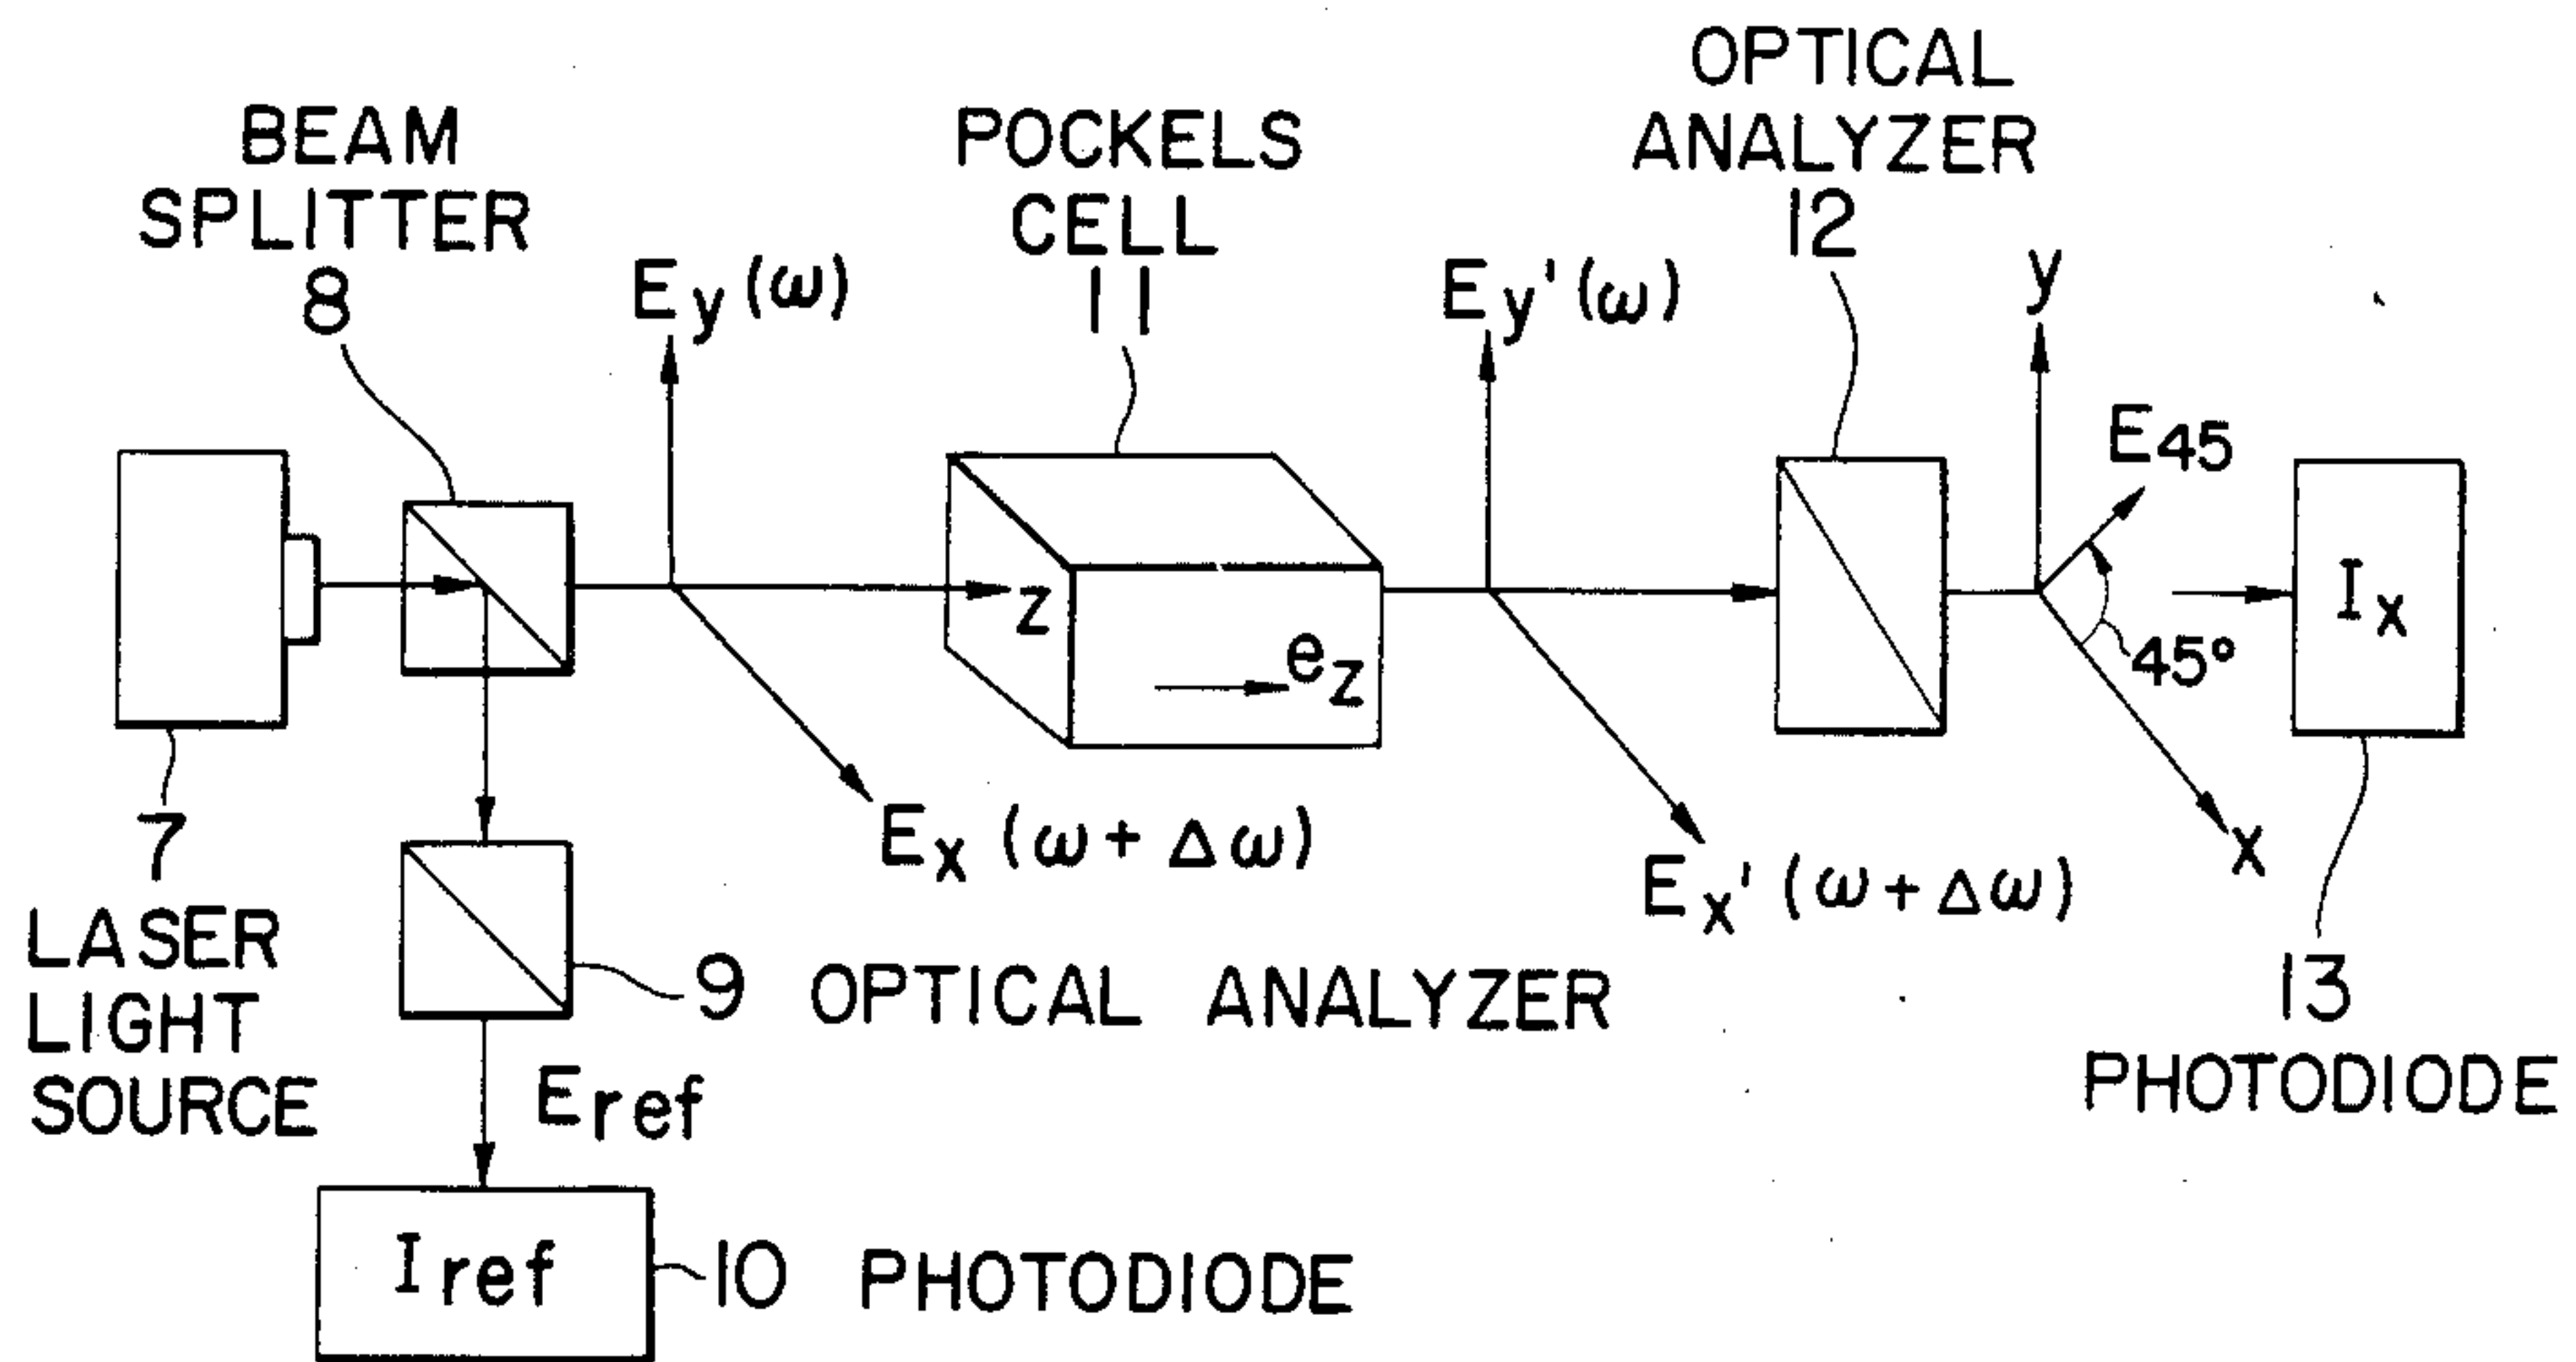 OPTICAL
ANALYZER
12
BEAM
SPLITTER
8
POCKELS
CELL
11
Ey (ω)
Ey' (ω)
y
E45
45°
x
z
ez
Ix
Ex (ω + Δω)
Ex' (ω + Δω)
7
LASER
LIGHT
SOURCE
9 OPTICAL ANALYZER
13
PHOTODIODE
Eref
Iref
10 PHOTODIODE